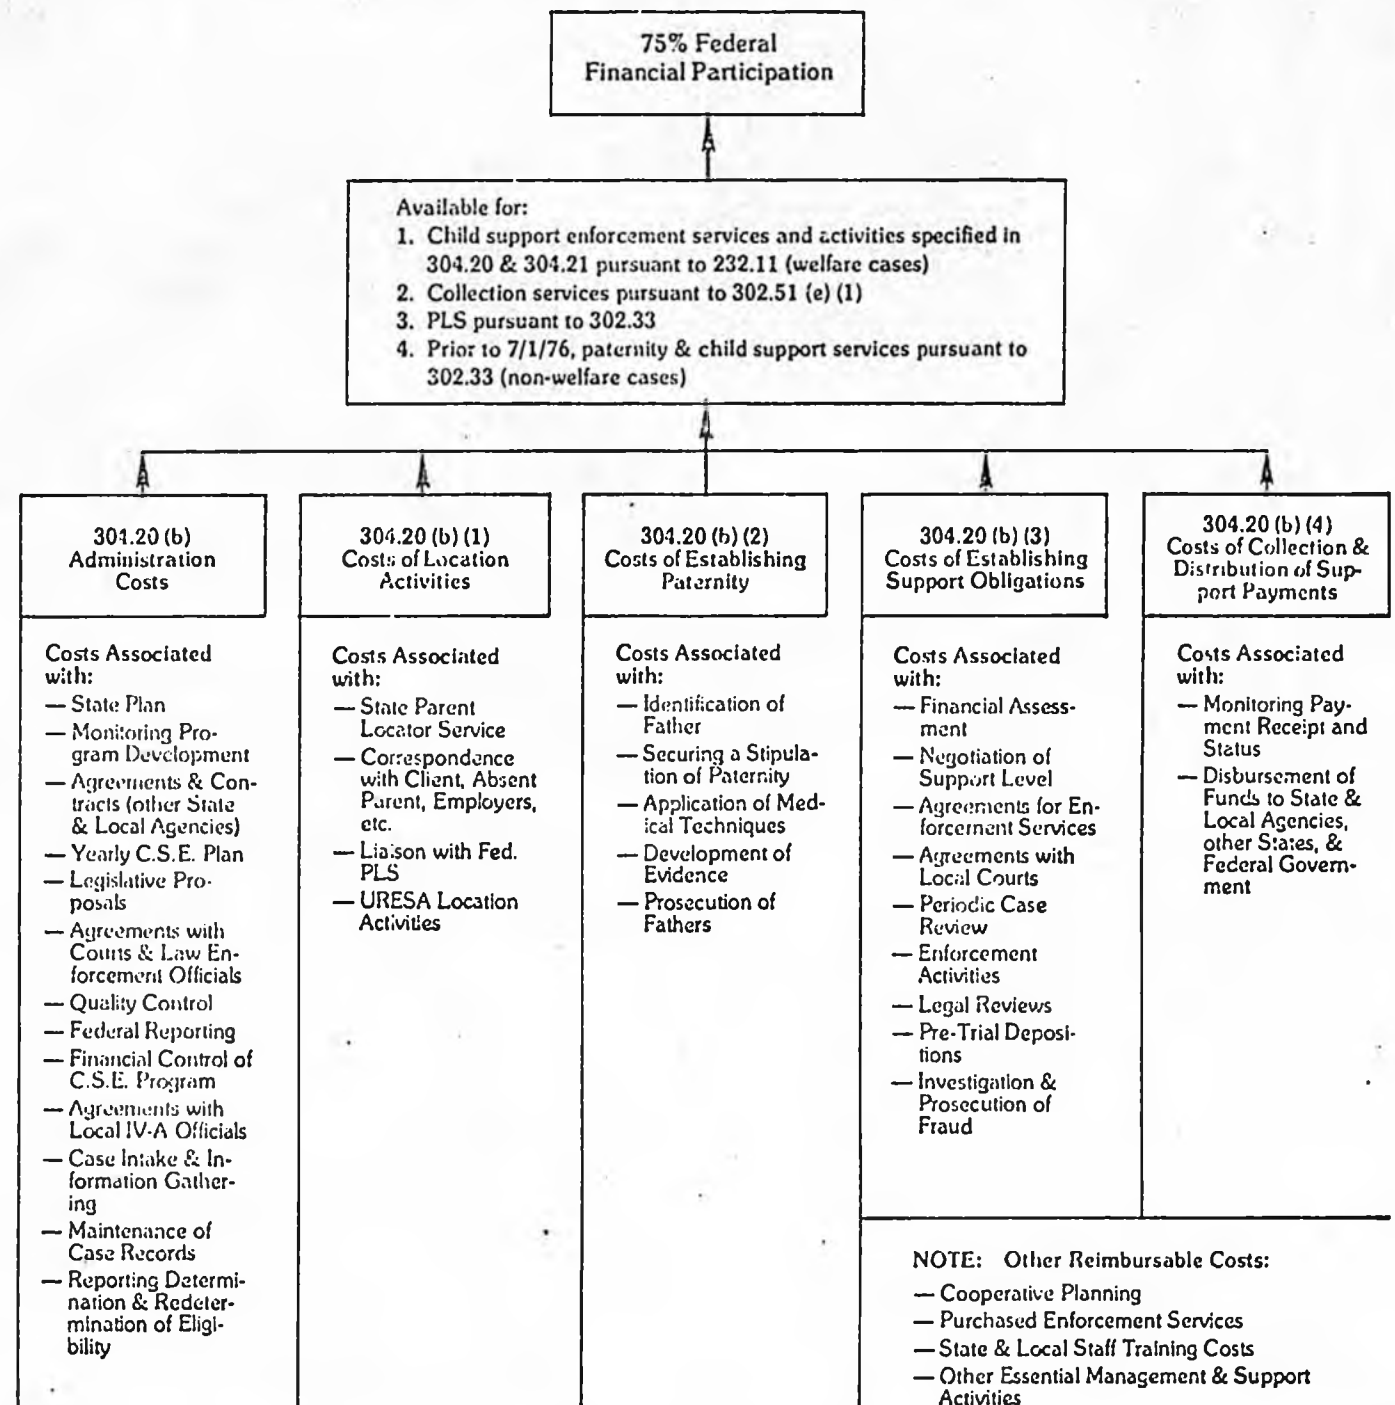 75% Federal
Financial Participation
Available for:
1. Child support enforcement services and activities specified in
304.20 & 304.21 pursuant to 232.11 (welfare cases)
2. Collection services pursuant to 302.51 (e) (1)
3. PLS pursuant to 302.33
4. Prior to 7/1/76, paternity & child support services pursuant to
302.33 (non-welfare cases)
304.20 (b)
Administration
Costs
Costs Associated
with:
— State Plan
— Monitoring Pro-
gram Development
— Agreements & Con-
tracts (other State
& Local Agencies)
— Yearly C.S.E. Plan
— Legislative Pro-
posals
— Agreements with
Courts & Law En-
forcement Officials
— Quality Control
— Federal Reporting
— Financial Control of
C.S.E. Program
— Agreements with
Local IV-A Officials
— Case Intake & In-
formation Gather-
ing
— Maintenance of
Case Records
— Reporting Determi-
nation & Redeter-
mination of Eligi-
bility
304.20 (b) (1)
Costs of Location
Activities
Costs Associated
with:
— State Parent
Locator Service
— Correspondence
with Client, Absent
Parent, Employers,
etc.
— Liaison with Fed.
PLS
— URESA Location
Activities
304.20 (b) (2)
Costs of Establishing
Paternity
Costs Associated
with:
— Identification of
Father
— Securing a Stipula-
tion of Paternity
— Application of Med-
ical Techniques
— Development of
Evidence
— Prosecution of
Fathers
304.20 (b) (3)
Costs of Establishing
Support Obligations
Costs Associated
with:
— Financial Assess-
ment
— Negotiation of
Support Level
— Agreements for En-
forcement Services
— Agreements with
Local Courts
— Periodic Case
Review
— Enforcement
Activities
— Legal Reviews
— Pre-Trial Deposi-
tions
— Investigation &
Prosecution of
Fraud
304.20 (b) (4)
Costs of Collection &
Distribution of Sup-
port Payments
Costs Associated
with:
— Monitoring Pay-
ment Receipt and
Status
— Disbursement of
Funds to State &
Local Agencies,
other States, &
Federal Govern-
ment
NOTE: Other Reimbursable Costs:
— Cooperative Planning
— Purchased Enforcement Services
— State & Local Staff Training Costs
— Other Essential Management & Support
Activities